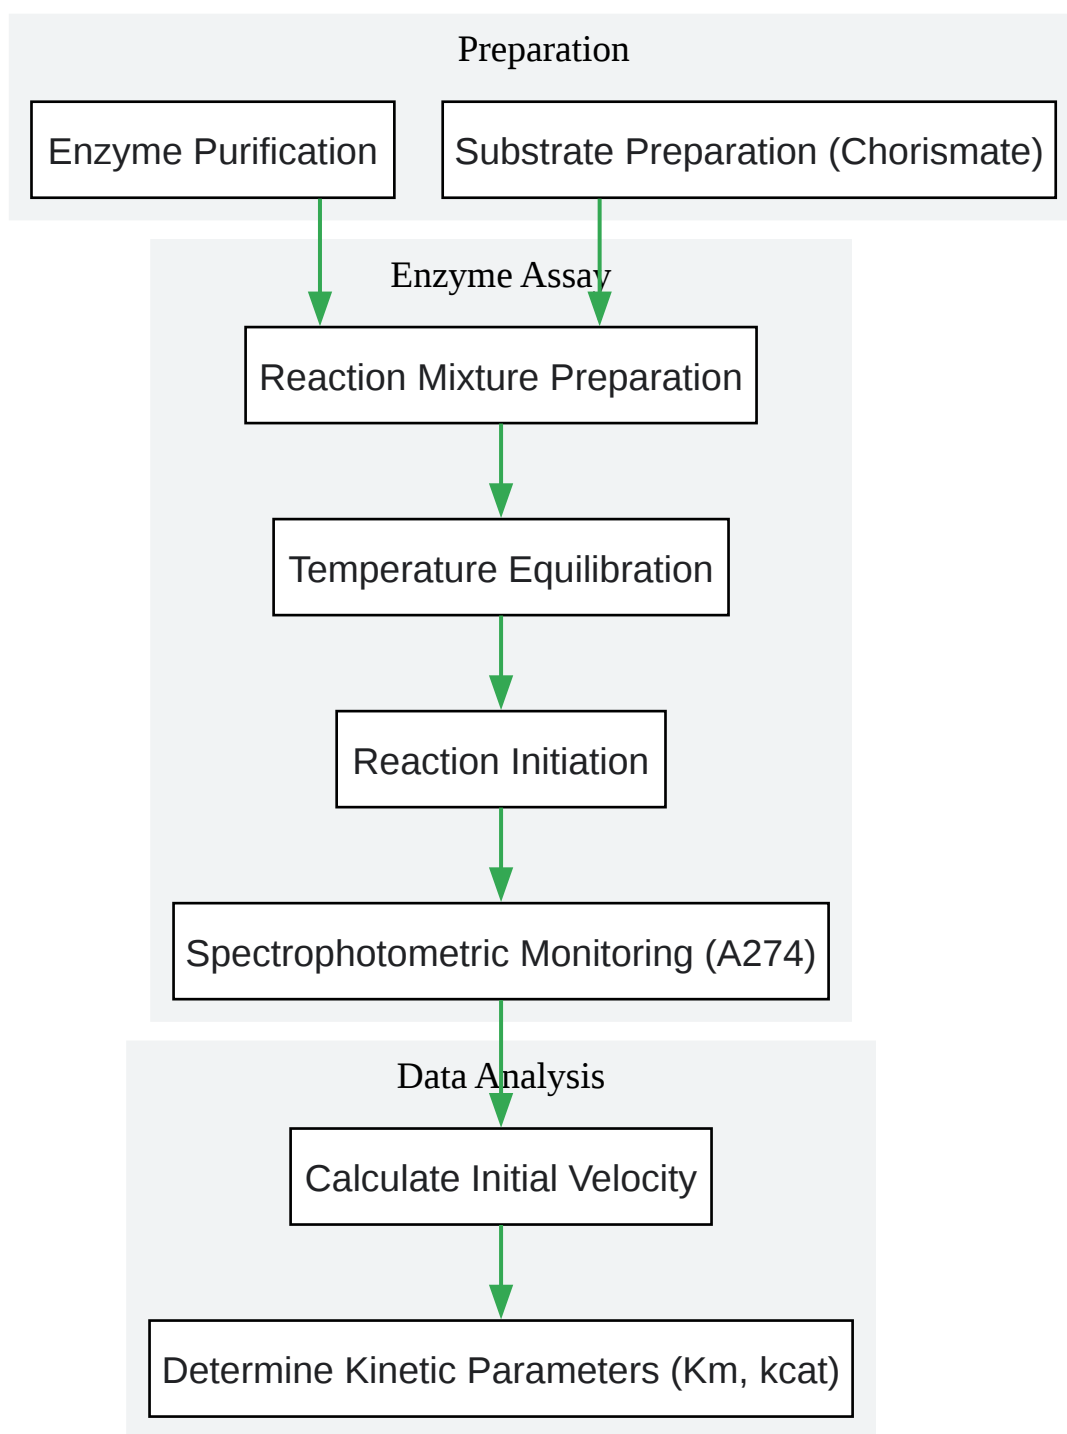 Preparation
Enzyme Purification
Substrate Preparation (Chorismate)
Enzyme Assay
Reaction Mixture Preparation
Temperature Equilibration
Reaction Initiation
Spectrophotometric Monitoring (A274)
Data Analysis
Calculate Initial Velocity
Determine Kinetic Parameters (Km, kcat)